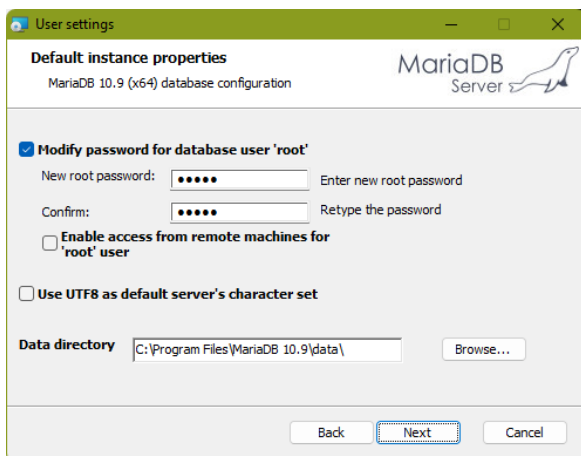 User settings
Default instance properties
MariaDB 10.9 (x64) database configuration
MariaDB
Server
Modify password for database user 'root'
New root password: ●●●●● Enter new root password
Confirm: ●●●●● Retype the password
Enable access from remote machines for
'root' user
Use UTF8 as default server's character set
Data directory C:\Program Files\MariaDB 10.9\data\ Browse...
Back Next Cancel